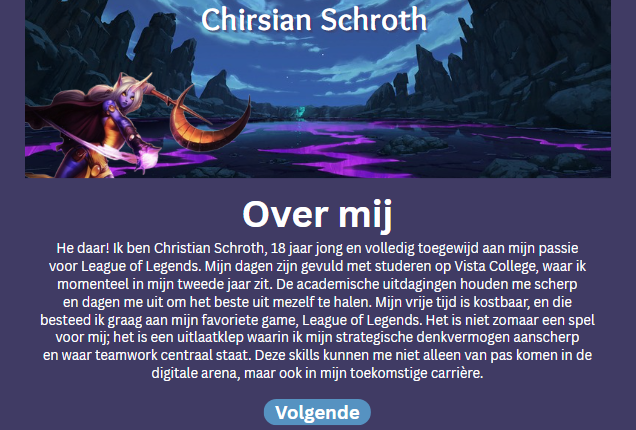 Chirsian Schroth
Over mij
He daar! Ik ben Christian Schroth, 18 jaar jong en volledig toegewijd aan mijn passie
voor League of Legends. Mijn dagen zijn gevuld met studeren op Vista College, waar ik
momenteel in mijn tweede jaar zit. De academische uitdagingen houden me scherp
en dagen me uit om het beste uit mezelf te halen. Mijn vrije tijd is kostbaar, en die
besteed ik graag aan mijn favoriete game, League of Legends. Het is niet zomaar een spel
voor mij; het is een uitlaatklep waarin ik mijn strategische denkvermogen aanscherp
en waar teamwork centraal staat. Deze skills kunnen me niet alleen van pas komen in de
digitale arena, maar ook in mijn toekomstige carrière.
Volgende